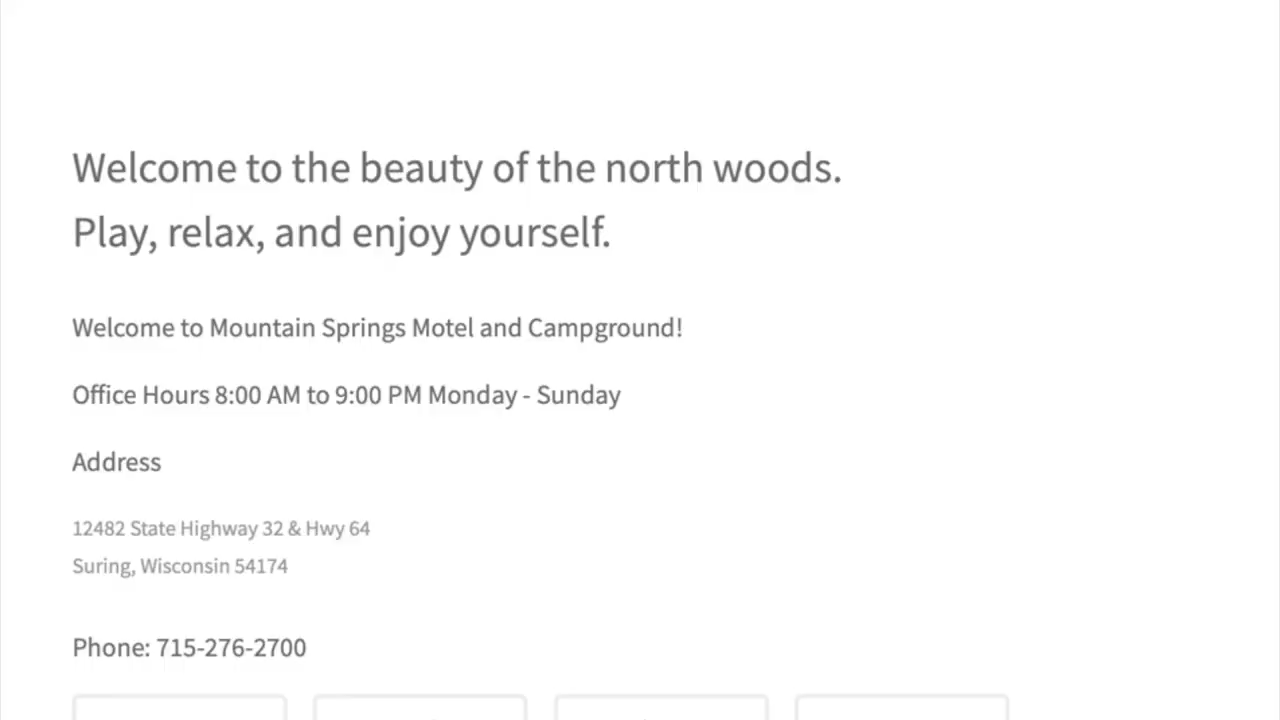 Welcome to the beauty of the north woods.
Play, relax, and enjoy yourself.
Welcome to Mountain Springs Motel and Campground!
Office Hours 8:00 AM to 9:00 PM Monday - Sunday
Address
12482 State Highway 32 & Hwy 64
Suring, Wisconsin 54174
Phone: 715-276-2700